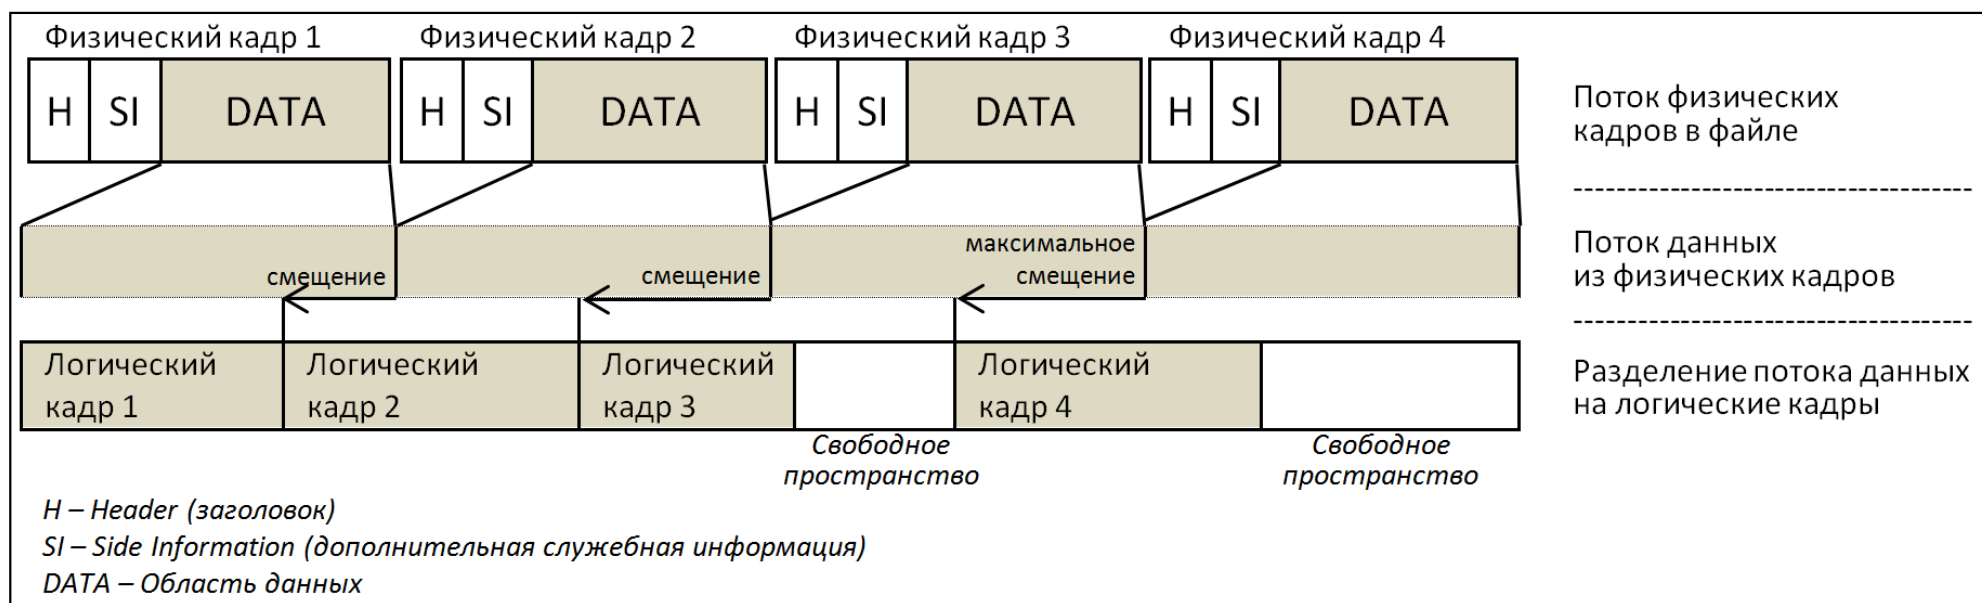 Физический кадр 1 Физический кадр 2 Физический кадр 3 Физический кадр 4
H SI DATA H SI DATA H SI DATA H SI DATA
Поток физических
кадров в файле
------------------------------------
смещение
смещение
максимальное
смещение
Поток данных
из физических кадров
------------------------------------
Логический
кадр 1
Логический
кадр 2
Логический
кадр 3
Логический
кадр 4
Разделение потока данных
на логические кадры
Свободное
пространство
Свободное
пространство
H – Header (заголовок)
SI – Side Information (дополнительная служебная информация)
DATA – Область данных